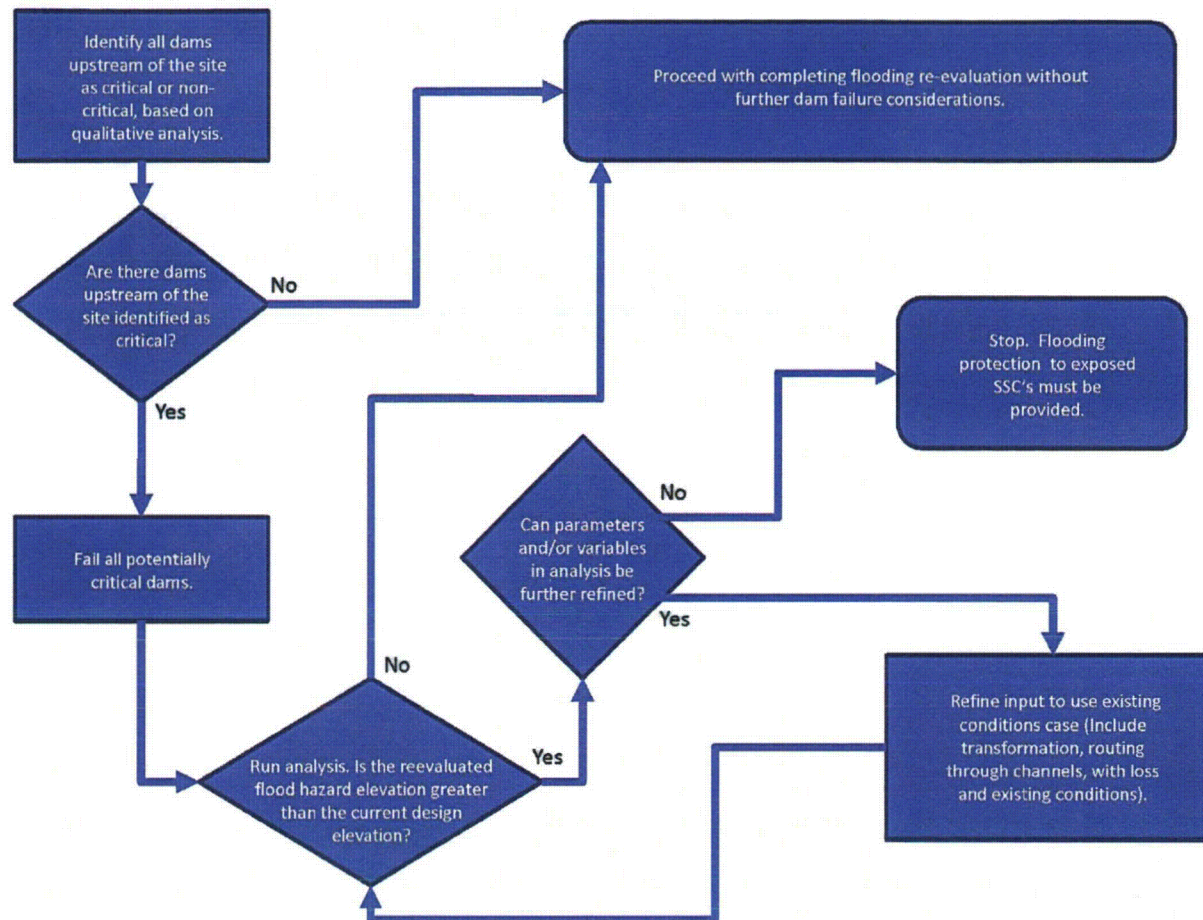 Identify all dams
upstream of the site
as critical or non-
critical, based on
qualitative analysis.
Proceed with completing flooding re-evaluation without
further dam failure considerations.
Are there dams
upstream of the
site identified as
critical?
No
Yes
Stop. Flooding
protection to exposed
SSC's must be
provided.
Fail all potentially
critical dams.
Can parameters
and/or variables
in analysis be
further refined?
No
Yes
Run analysis. Is the reevaluated
flood hazard elevation greater
than the current design
elevation?
No
Yes
Refine input to use existing
conditions case (Include
transformation, routing
through channels, with loss
and existing conditions).